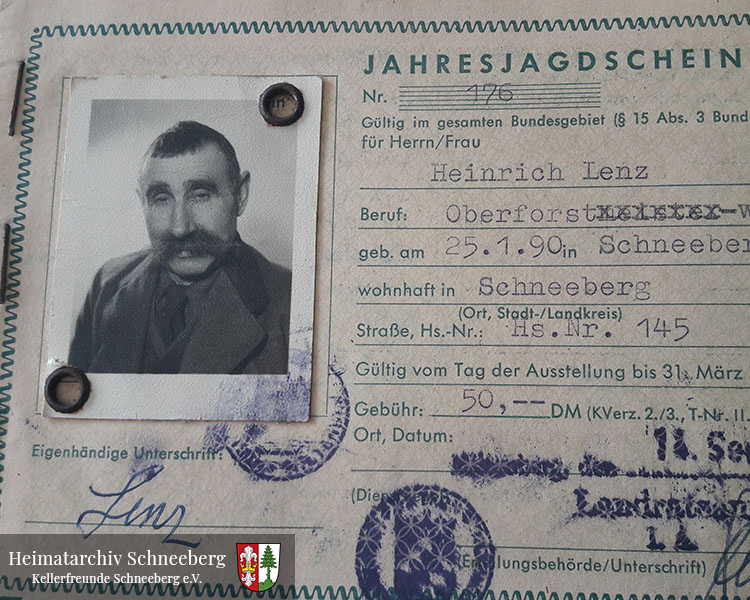 JAHRESJAGDSCHEIN
Nr. 176
Gültig im gesamten Bundesgebiet (§ 15 Abs. 3 Bund
für Herrn/Frau
Heinrich Lenz
Beruf: Oberforstmeister-W
geb. am 25.1.90 in Schneeber
wohnhaft in Schneeberg
(Ort, Stadt-/Landkreis)
Straße, Hs.-Nr.: Hs.Nr. 145
Gültig vom Tag der Ausstellung bis 31. März
Gebühr: 50,-- DM (KVerz. 2./3., T-Nr. II.
Ort, Datum:
14. Se
Eigenhändige Unterschrift:
Lenz
Landratsam
I.A.
(Erteilungsbehörde/Unterschrift)
Heimatarchiv Schneeberg
Kellerfreunde Schneeberg e.V.